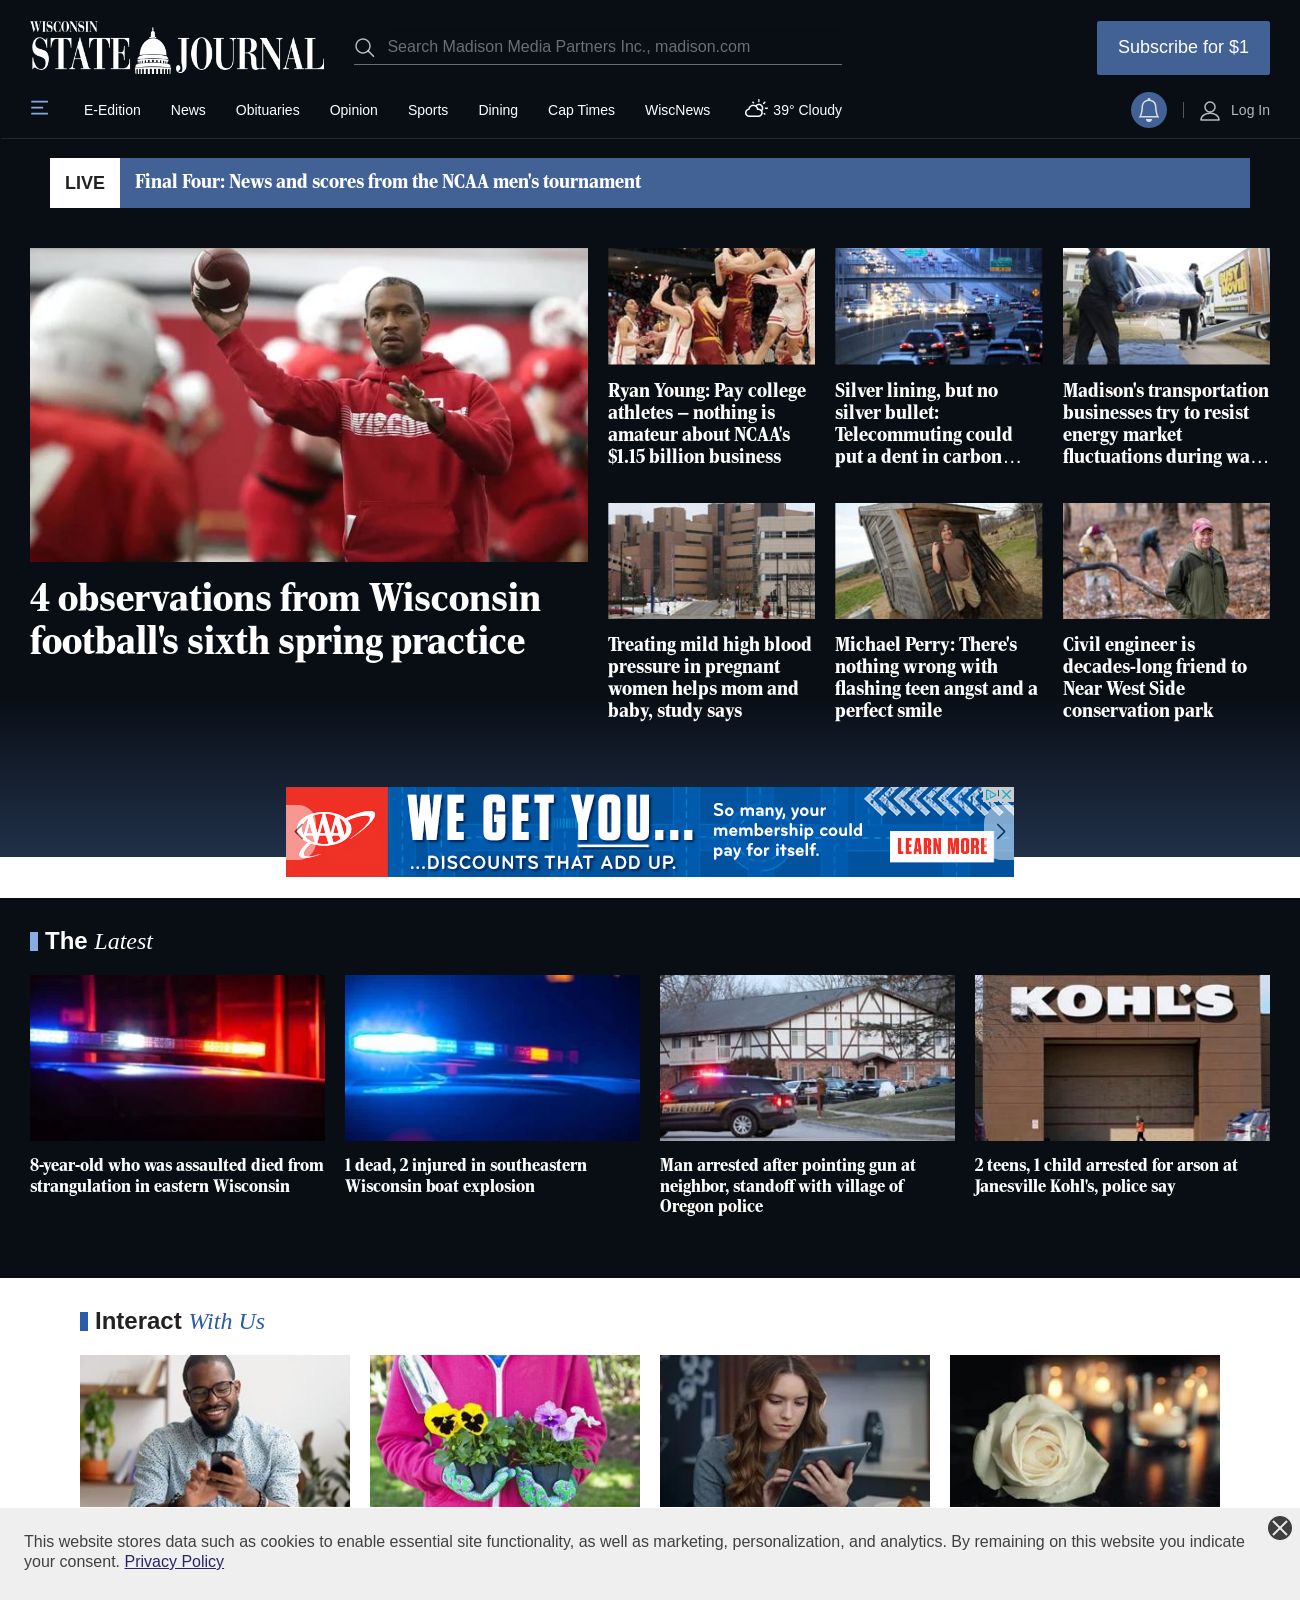 WISCONSIN
STATE JOURNAL
Search Madison Media Partners Inc., madison.com
Subscribe for $1
E-Edition News Obituaries Opinion Sports Dining Cap Times WiscNews 39° Cloudy Log In
LIVE Final Four: News and scores from the NCAA men's tournament
4 observations from Wisconsin
football's sixth spring practice
Ryan Young: Pay college
athletes – nothing is
amateur about NCAA's
$1.15 billion business
Silver lining, but no
silver bullet:
Telecommuting could
put a dent in carbon…
Madison's transportation
businesses try to resist
energy market
fluctuations during wa…
Treating mild high blood
pressure in pregnant
women helps mom and
baby, study says
Michael Perry: There's
nothing wrong with
flashing teen angst and a
perfect smile
Civil engineer is
decades-long friend to
Near West Side
conservation park
AAA
WE GET YOU...
...DISCOUNTS THAT ADD UP.
So many, your
membership could
pay for itself.
LEARN MORE
The Latest
KOHL'S
SHERIFF
8-year-old who was assaulted died from
strangulation in eastern Wisconsin
1 dead, 2 injured in southeastern
Wisconsin boat explosion
Man arrested after pointing gun at
neighbor, standoff with village of
Oregon police
2 teens, 1 child arrested for arson at
Janesville Kohl's, police say
Interact With Us
This website stores data such as cookies to enable essential site functionality, as well as marketing, personalization, and analytics. By remaining on this website you indicate
your consent. Privacy Policy